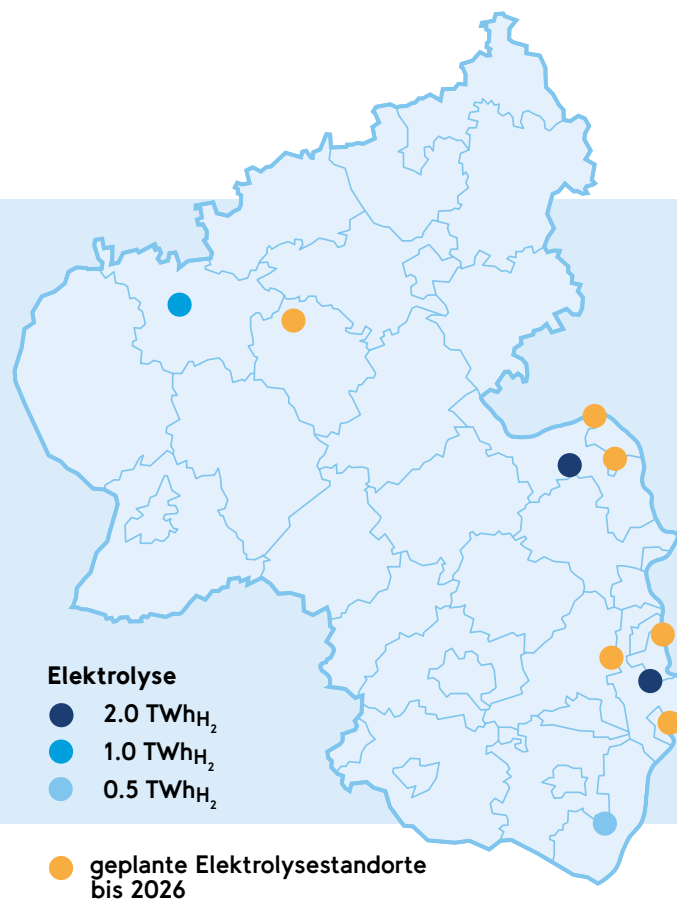 Elektrolyse
2.0 TWhH₂
1.0 TWhH₂
0.5 TWhH₂
geplante Elektrolysestandorte
bis 2026